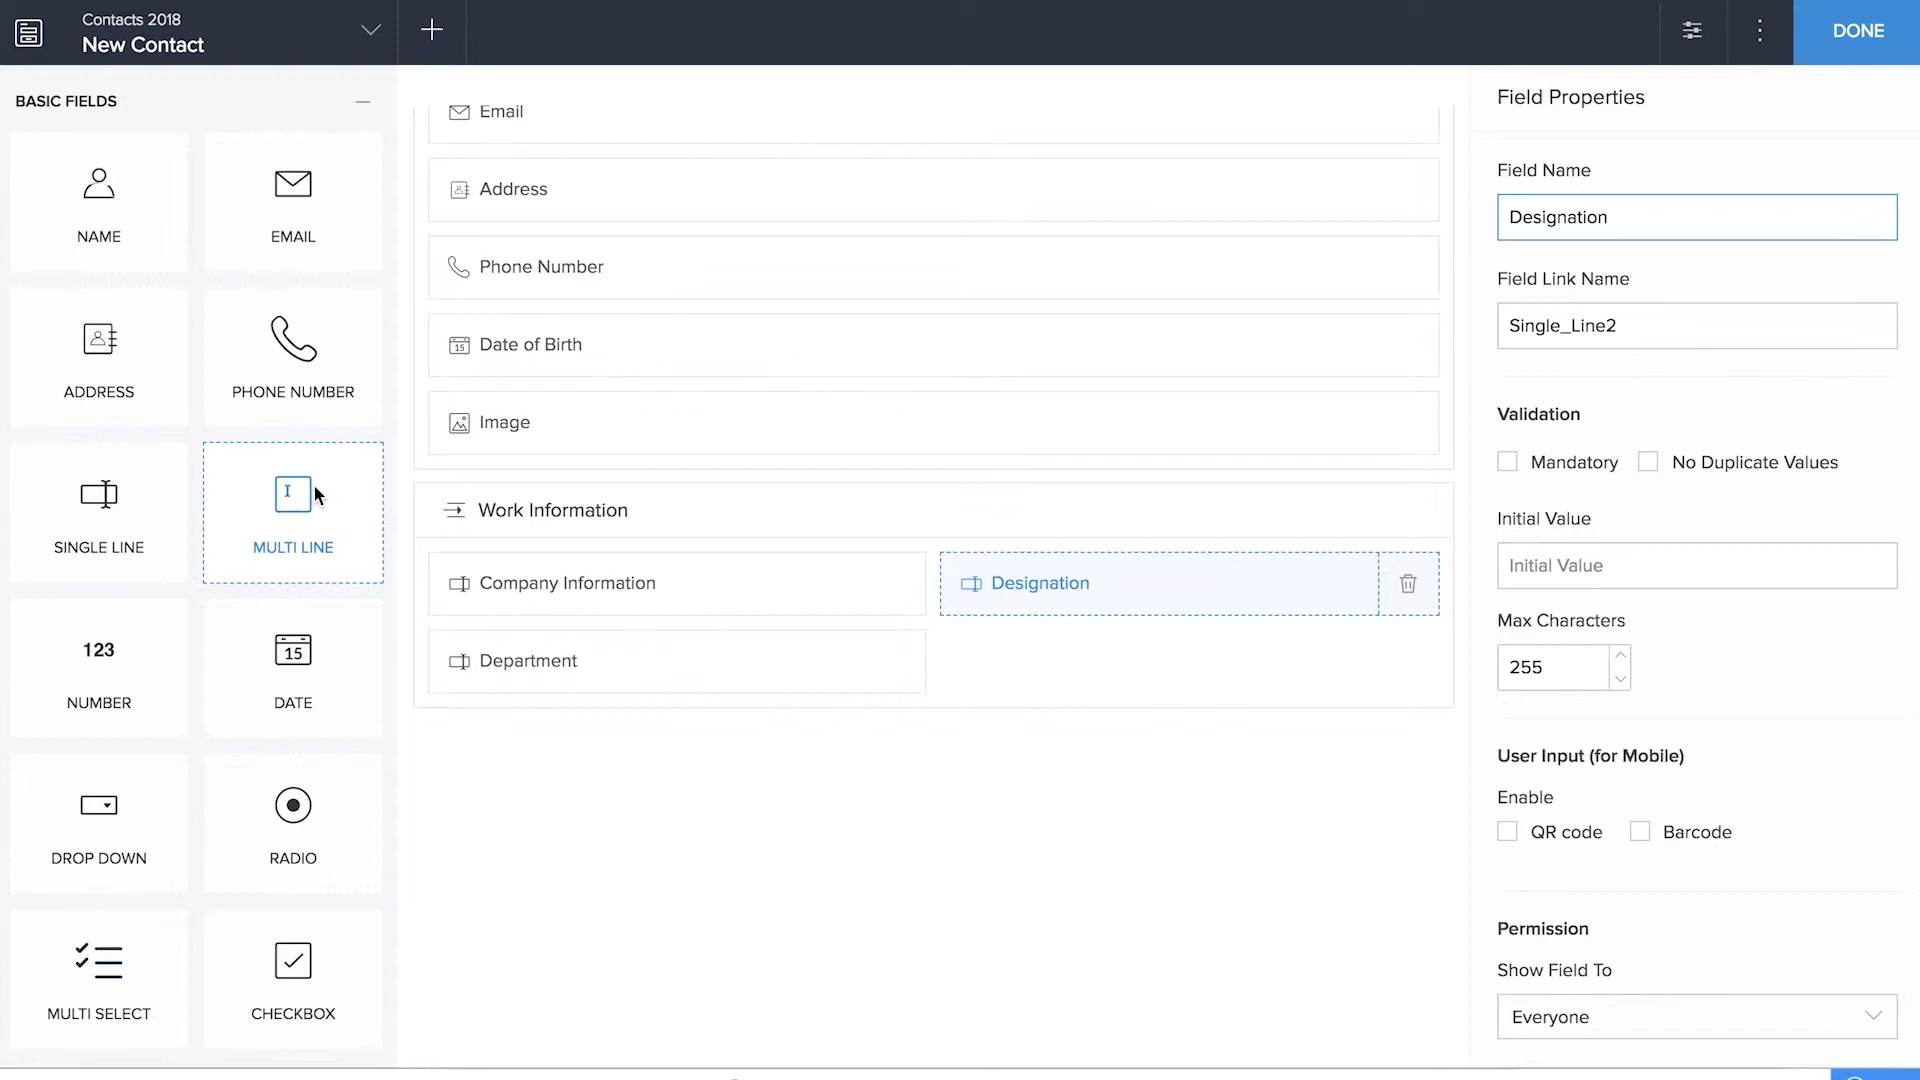 Contacts 2018
New Contact
DONE
BASIC FIELDS
NAME
EMAIL
ADDRESS
PHONE NUMBER
SINGLE LINE
MULTI LINE
123
NUMBER
15
DATE
DROP DOWN
RADIO
MULTI SELECT
CHECKBOX
Email
Address
Phone Number
15 Date of Birth
Image
Work Information
Company Information
Designation
Department
Field Properties
Field Name
Designation
Field Link Name
Single_Line2
Validation
Mandatory No Duplicate Values
Initial Value
Initial Value
Max Characters
255
User Input (for Mobile)
Enable
QR code Barcode
Permission
Show Field To
Everyone